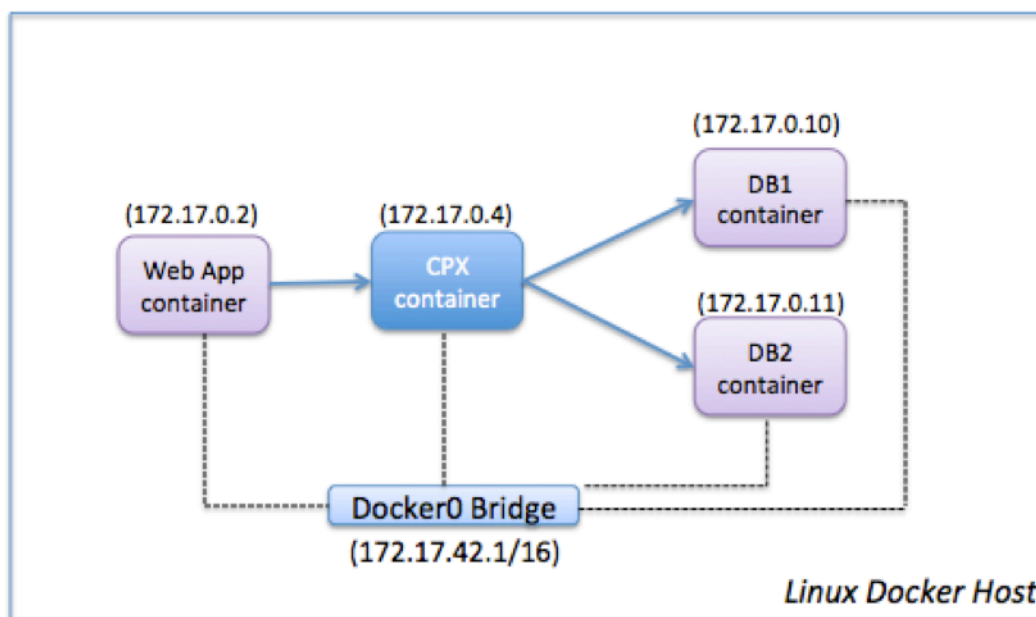 (172.17.0.10)
DB1
container
(172.17.0.2)
Web App
container
(172.17.0.4)
CPX
container
(172.17.0.11)
DB2
container
Docker0 Bridge
(172.17.42.1/16)
Linux Docker Host